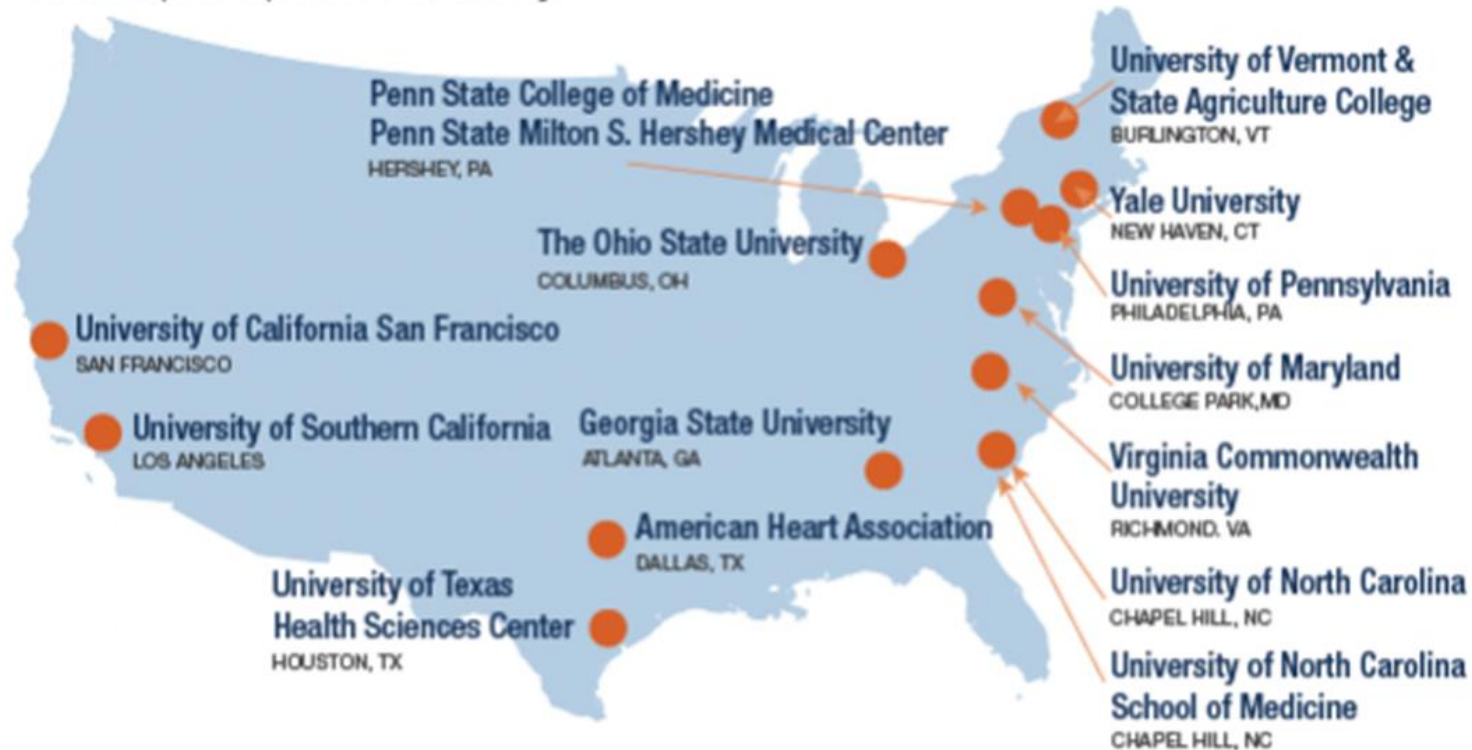 Penn State College of Medicine
Penn State Milton S. Hershey Medical Center
HERSHEY, PA
The Ohio State University
COLUMBUS, OH
University of California San Francisco
SAN FRANCISCO
University of Southern California
LOS ANGELES
Georgia State University
ATLANTA, GA
American Heart Association
DALLAS, TX
University of Texas
Health Sciences Center
HOUSTON, TX
University of Vermont &
State Agriculture College
BURLINGTON, VT
Yale University
NEW HAVEN, CT
University of Pennsylvania
PHILADELPHIA, PA
University of Maryland
COLLEGE PARK,MD
Virginia Commonwealth
University
RICHMOND. VA
University of North Carolina
CHAPEL HILL, NC
University of North Carolina
School of Medicine
CHAPEL HILL, NC